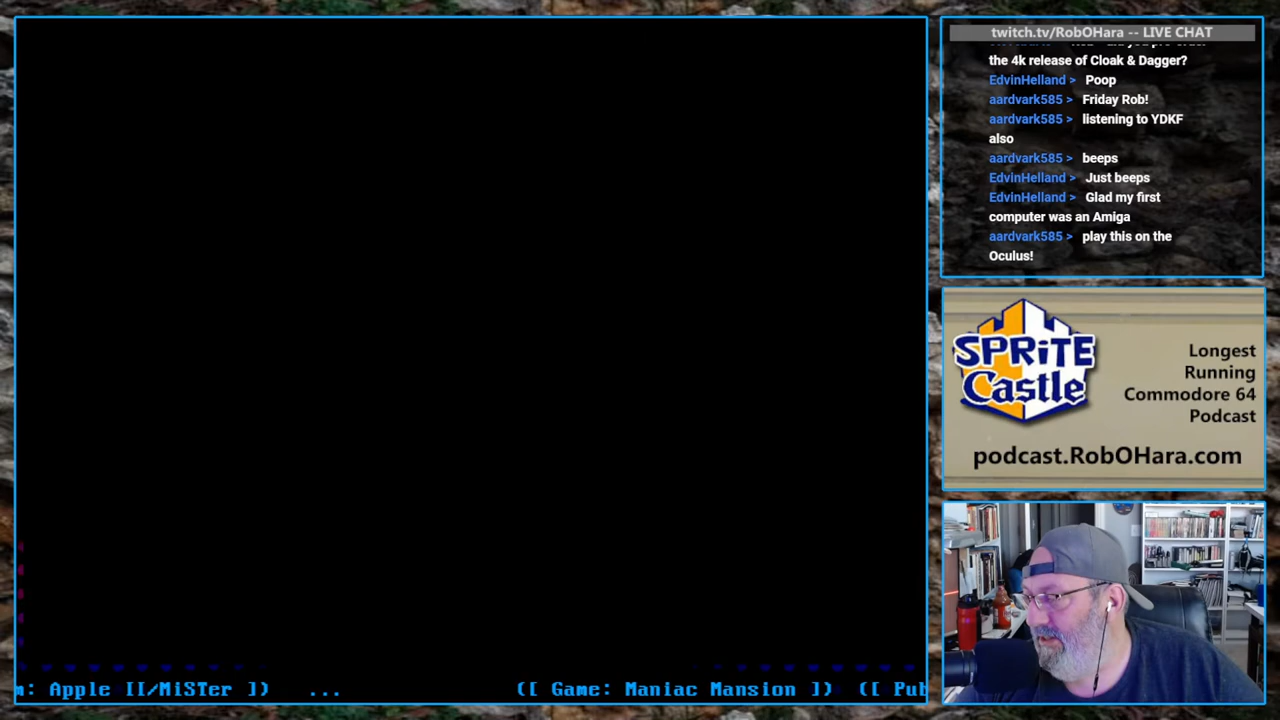 twitch.tv/RobOHara -- LIVE CHAT
the 4k release of Cloak & Dagger?
EdvinHelland > Poop
aardvark585 > Friday Rob!
aardvark585 > listening to YDKF
also
aardvark585 > beeps
EdvinHelland > Just beeps
EdvinHelland > Glad my first
computer was an Amiga
aardvark585 > play this on the
Oculus!
SPRiTE
Castle
Longest
Running
Commodore 64
Podcast
podcast.RobOHara.com
m: Apple II/MiSTer ]) ... ([ Game: Maniac Mansion ]) ([ Pub